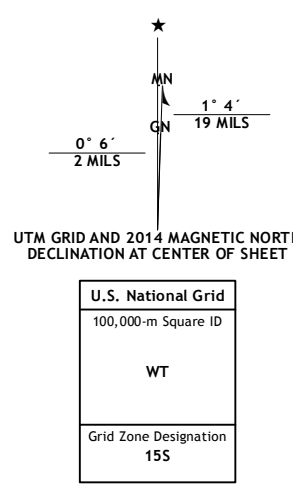 ★
MN
1° 4´
19 MILS
GN
0° 6´
2 MILS
UTM GRID AND 2014 MAGNETIC NORT
DECLINATION AT CENTER OF SHEET
U.S. National Grid
100,000-m Square ID
WT
Grid Zone Designation
15S